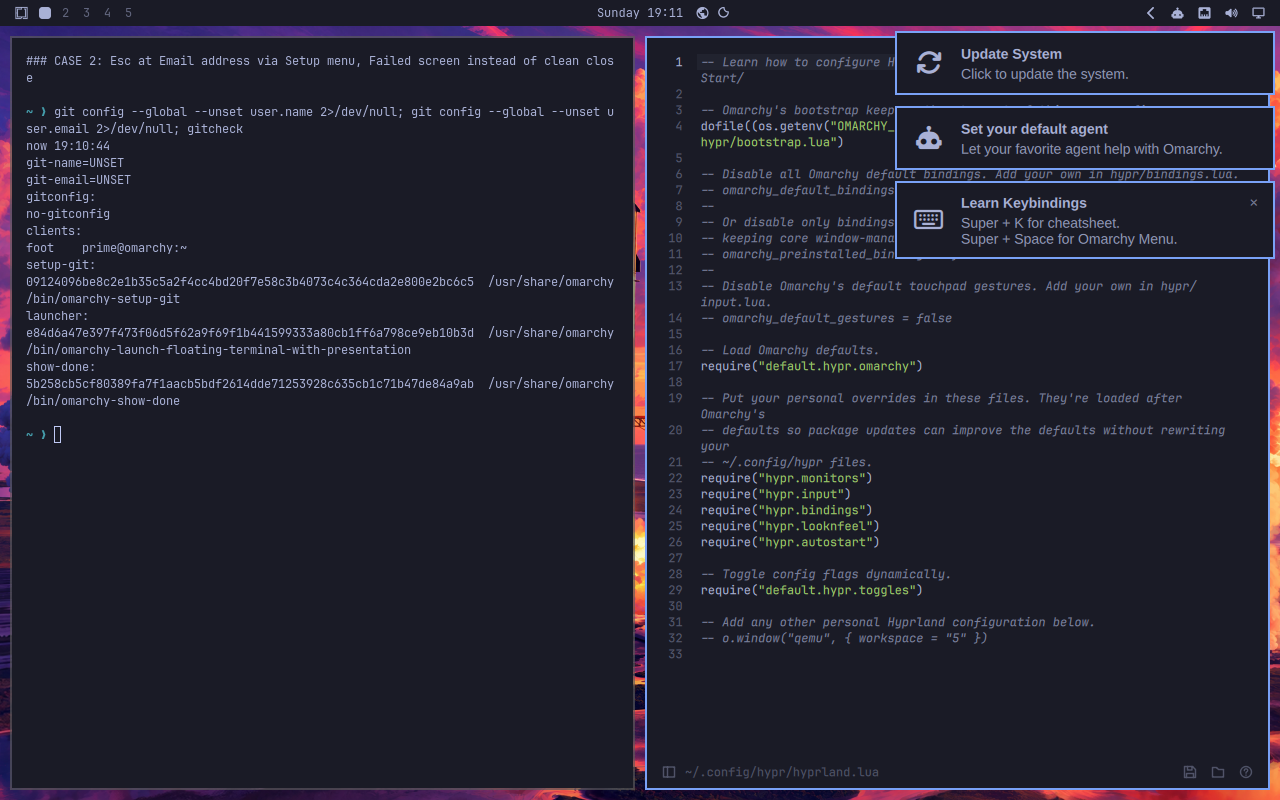 2 3 4 5
Sunday 19:11
### CASE 2: Esc at Email address via Setup menu, Failed screen instead of clean clos
e
~ ❯ git config --global --unset user.name 2>/dev/null; git config --global --unset u
ser.email 2>/dev/null; gitcheck
now 19:10:44
git-name=UNSET
git-email=UNSET
gitconfig:
no-gitconfig
clients:
foot    prime@omarchy:~
setup-git:
09124096be8c2e1b35c5a2f4cc4bd20f7e58c3b4073c4c364cda2e800e2bc6c5  /usr/share/omarchy
/bin/omarchy-setup-git
launcher:
e84d6a47e397f473f06d5f62a9f69f1b441599333a80cb1ff6a798ce9eb10b3d  /usr/share/omarchy
/bin/omarchy-launch-floating-terminal-with-presentation
show-done:
5b258cb5cf80389fa7f1aacb5bdf2614dde71253928c635cb1c71b47de84a9ab  /usr/share/omarchy
/bin/omarchy-show-done
~ ❯
1 -- Learn how to configure H
Start/
2
3 -- Omarchy's bootstrap keep
4 dofile((os.getenv("OMARCHY_
hypr/bootstrap.lua")
5
6 -- Disable all Omarchy default bindings. Add your own in hypr/bindings.lua.
7 -- omarchy_default_bindings
8 --
9 -- Or disable only bindings
10 -- keeping core window-mana
11 -- omarchy_preinstalled_bin
12 --
13 -- Disable Omarchy's default touchpad gestures. Add your own in hypr/
input.lua.
14 -- omarchy_default_gestures = false
15
16 -- Load Omarchy defaults.
17 require("default.hypr.omarchy")
18
19 -- Put your personal overrides in these files. They're loaded after
Omarchy's
20 -- defaults so package updates can improve the defaults without rewriting
your
21 -- ~/.config/hypr files.
22 require("hypr.monitors")
23 require("hypr.input")
24 require("hypr.bindings")
25 require("hypr.looknfeel")
26 require("hypr.autostart")
27
28 -- Toggle config flags dynamically.
29 require("default.hypr.toggles")
30
31 -- Add any other personal Hyprland configuration below.
32 -- o.window("qemu", { workspace = "5" })
33
~/.config/hypr/hyprland.lua
Update System
Click to update the system.
Set your default agent
Let your favorite agent help with Omarchy.
Learn Keybindings
Super + K for cheatsheet.
Super + Space for Omarchy Menu.